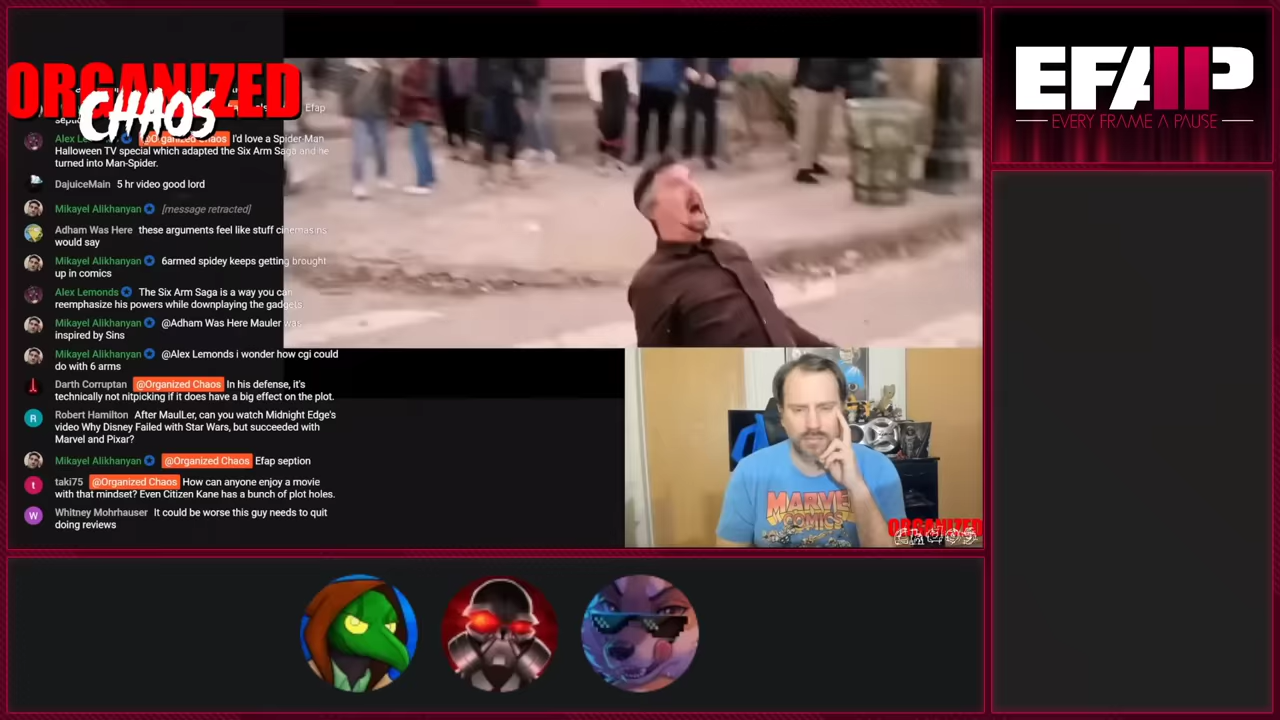 ORGANIZED
CHAOS
Efap
septi
Alex Le
@Organized Chaos I'd love a Spider-Man
Halloween TV special which adapted the Six Arm Saga and he
turned into Man-Spider.
DajuiceMain 5 hr video good lord
Mikayel Alikhanyan [message retracted]
Adham Was Here these arguments feel like stuff cinemasins
would say
Mikayel Alikhanyan 6armed spidey keeps getting brought
up in comics
Alex Lemonds The Six Arm Saga is a way you can
reemphasize his powers while downplaying the gadgets.
Mikayel Alikhanyan @Adham Was Here Mauler was
inspired by Sins
Mikayel Alikhanyan @Alex Lemonds i wonder how cgi could
do with 6 arms
Darth Corruptan @Organized Chaos In his defense, it's
technically not nitpicking if it does have a big effect on the plot.
Robert Hamilton After MaulLer, can you watch Midnight Edge's
video Why Disney Failed with Star Wars, but succeeded with
Marvel and Pixar?
Mikayel Alikhanyan @Organized Chaos Efap seption
taki75 @Organized Chaos How can anyone enjoy a movie
with that mindset? Even Citizen Kane has a bunch of plot holes.
Whitney Mohrhauser It could be worse this guy needs to quit
doing reviews
R
t
W
MARVEL
COMICS
ORGANIZED
CHAOS
EFAP
EVERY FRAME A PAUSE